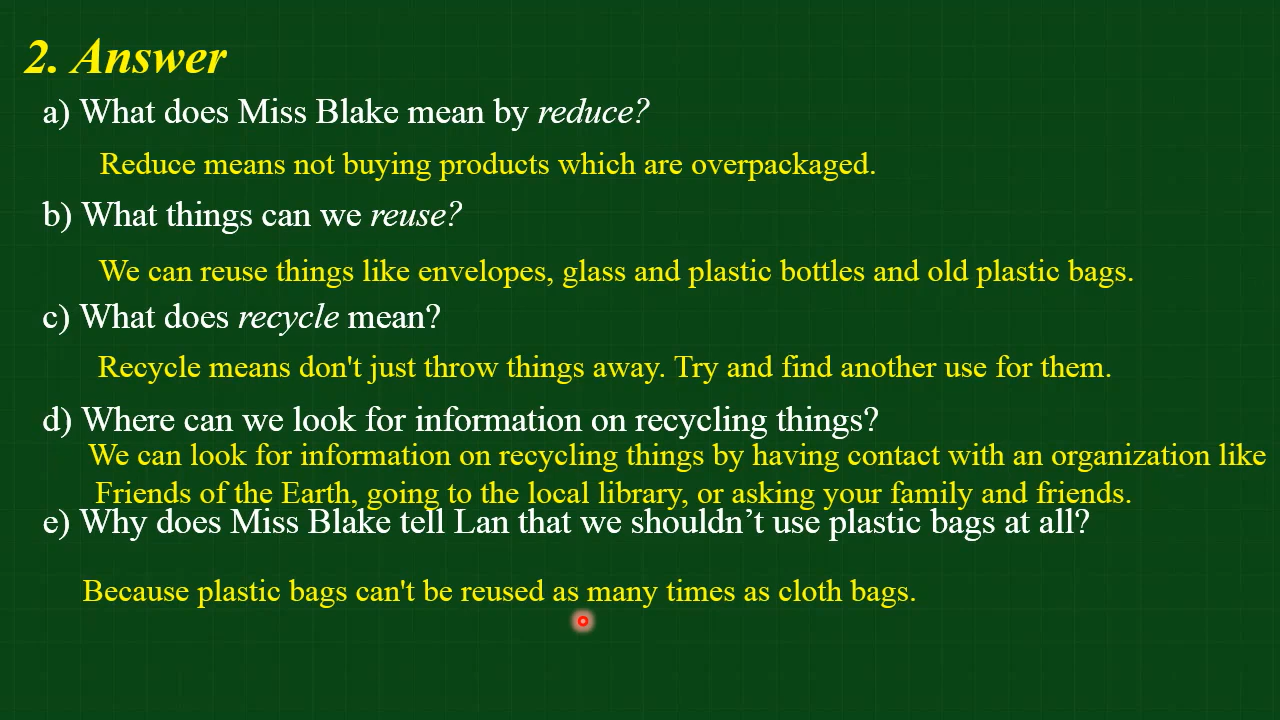 2. Answer
a) What does Miss Blake mean by reduce?
Reduce means not buying products which are overpackaged.
b) What things can we reuse?
We can reuse things like envelopes, glass and plastic bottles and old plastic bags.
c) What does recycle mean?
Recycle means don't just throw things away. Try and find another use for them.
d) Where can we look for information on recycling things?
We can look for information on recycling things by having contact with an organization like
Friends of the Earth, going to the local library, or asking your family and friends.
e) Why does Miss Blake tell Lan that we shouldn’t use plastic bags at all?
Because plastic bags can't be reused as many times as cloth bags.